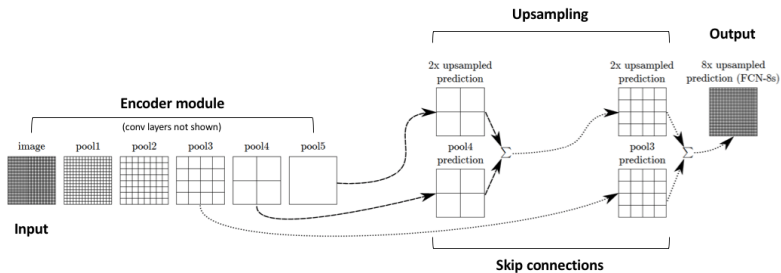 Upsampling
Output
2x upsampled
prediction
2x upsampled
prediction
8x upsampled
prediction (FCN-8s)
Encoder module
(conv layers not shown)
image pool1 pool2 pool3 pool4 pool5
pool4
prediction
pool3
prediction
∑
∑
Input
Skip connections